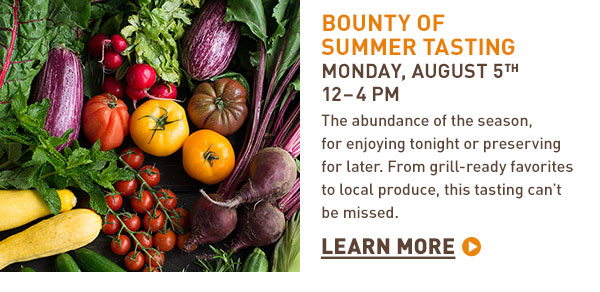 BOUNTY OF
SUMMER TASTING
MONDAY, AUGUST 5TH
12–4 PM
The abundance of the season,
for enjoying tonight or preserving
for later. From grill-ready favorites
to local produce, this tasting can't
be missed.
LEARN MORE